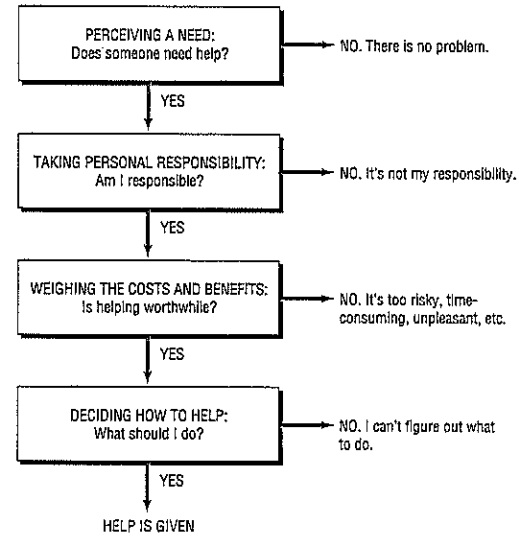 PERCEIVING A NEED:
Does someone need help?
NO. There is no problem.
YES
TAKING PERSONAL RESPONSIBILITY:
Am I responsible?
NO. It's not my responsibility.
YES
WEIGHING THE COSTS AND BENEFITS:
Is helping worthwhile?
NO. It's too risky, time-
consuming, unpleasant, etc.
YES
DECIDING HOW TO HELP:
What should I do?
NO. I can't figure out what
to do.
YES
HELP IS GIVEN